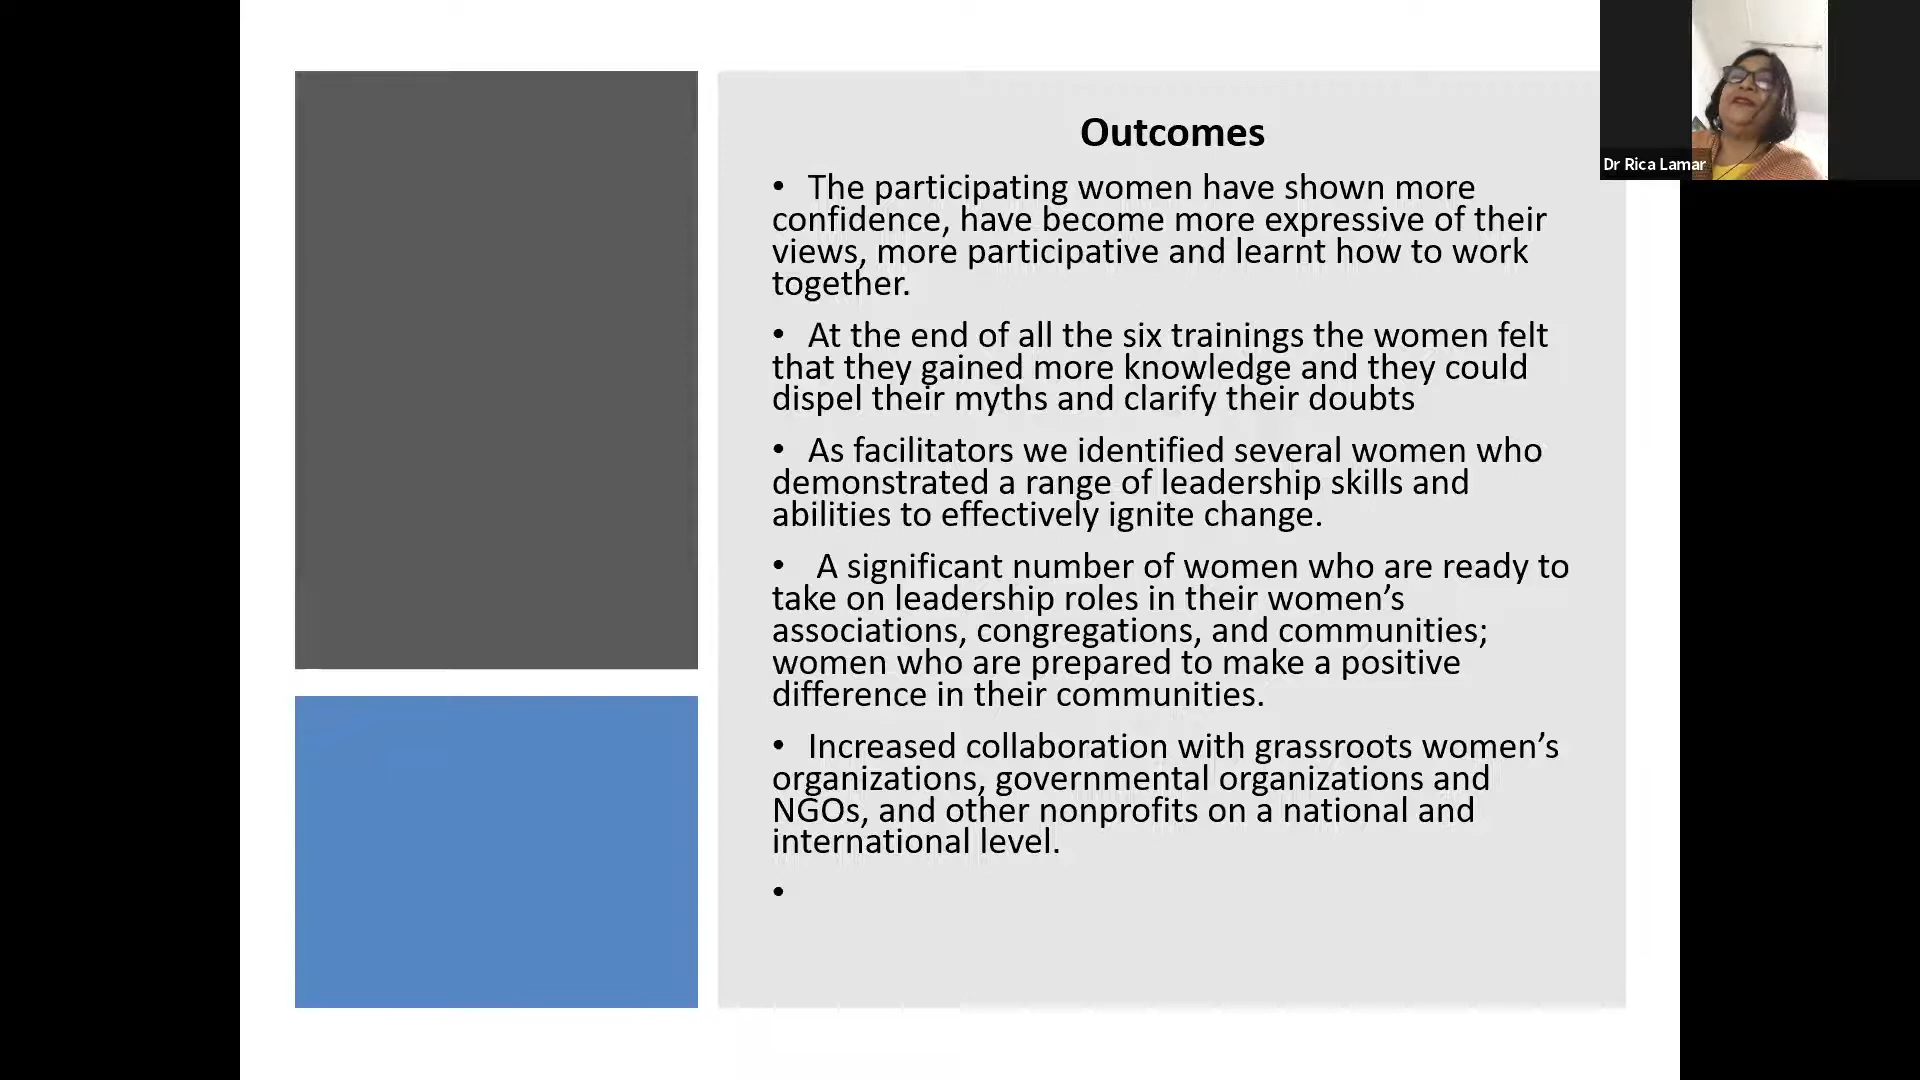 Outcomes
• The participating women have shown more
confidence, have become more expressive of their
views, more participative and learnt how to work
together.
• At the end of all the six trainings the women felt
that they gained more knowledge and they could
dispel their myths and clarify their doubts
• As facilitators we identified several women who
demonstrated a range of leadership skills and
abilities to effectively ignite change.
• A significant number of women who are ready to
take on leadership roles in their women’s
associations, congregations, and communities;
women who are prepared to make a positive
difference in their communities.
• Increased collaboration with grassroots women’s
organizations, governmental organizations and
NGOs, and other nonprofits on a national and
international level.
•
Dr Rica Lamar